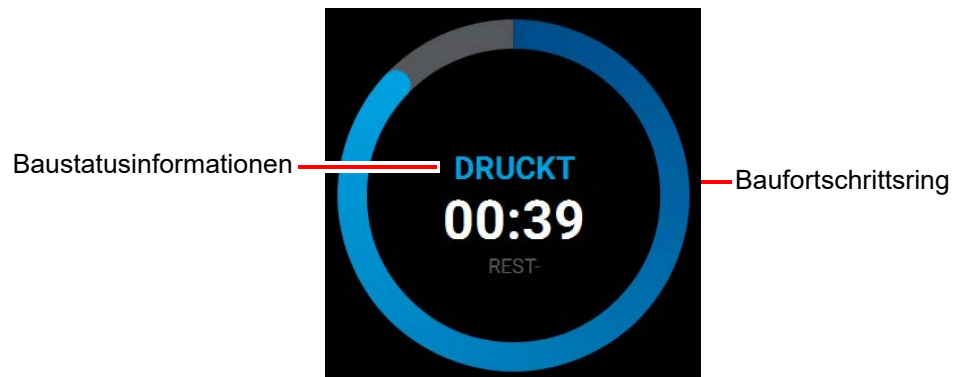 Baustatusinformationen
DRUCKT
00:39
REST-
Baufortschrittsring